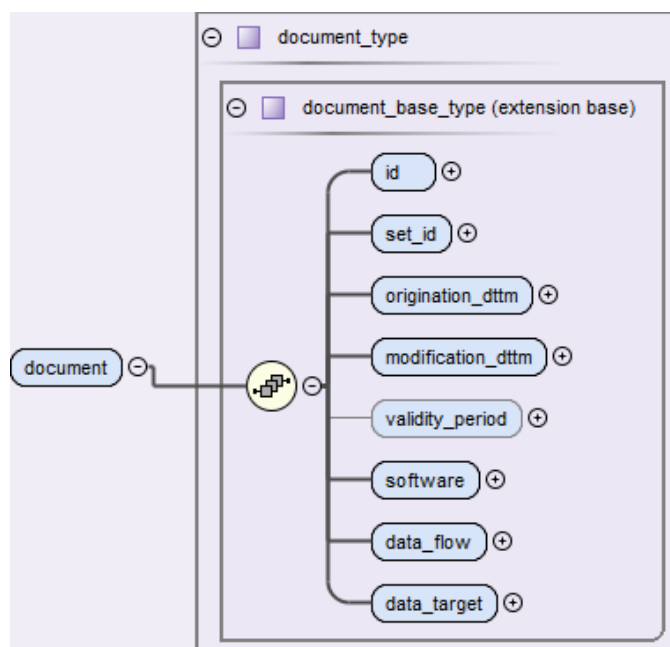 document_type
document_base_type (extension base)
id
set_id
origination_dttm
modification_dttm
document
validity_period
software
data_flow
data_target